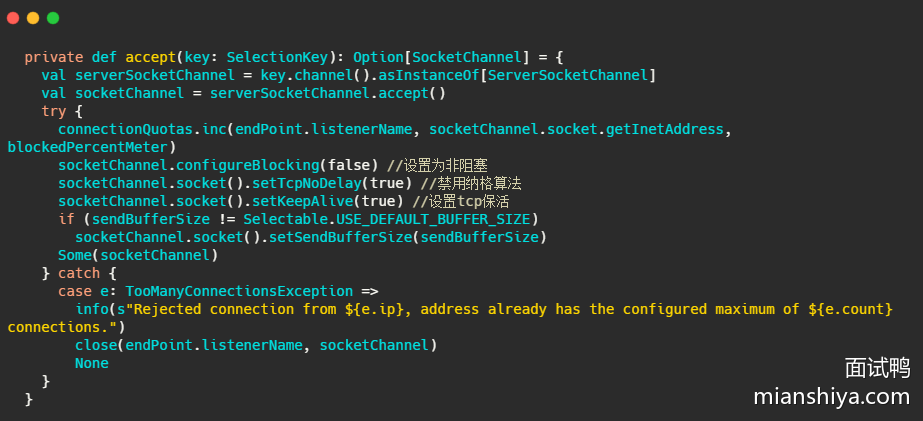 private def accept(key: SelectionKey): Option[SocketChannel] = {
val serverSocketChannel = key.channel().asInstanceOf[ServerSocketChannel]
val socketChannel = serverSocketChannel.accept()
try {
connectionQuotas.inc(endPoint.listenerName, socketChannel.socket.getInetAddress,
blockedPercentMeter)
socketChannel.configureBlocking(false) //设置为非阻塞
socketChannel.socket().setTcpNoDelay(true) //禁用纳格算法
socketChannel.socket().setKeepAlive(true) //设置tcp保活
if (sendBufferSize != Selectable.USE_DEFAULT_BUFFER_SIZE)
socketChannel.socket().setSendBufferSize(sendBufferSize)
Some(socketChannel)
} catch {
case e: TooManyConnectionsException =>
info(s"Rejected connection from ${e.ip}, address already has the configured maximum of ${e.count}
connections.")
close(endPoint.listenerName, socketChannel)
None
}
}
面试鸭
mianshiya.com